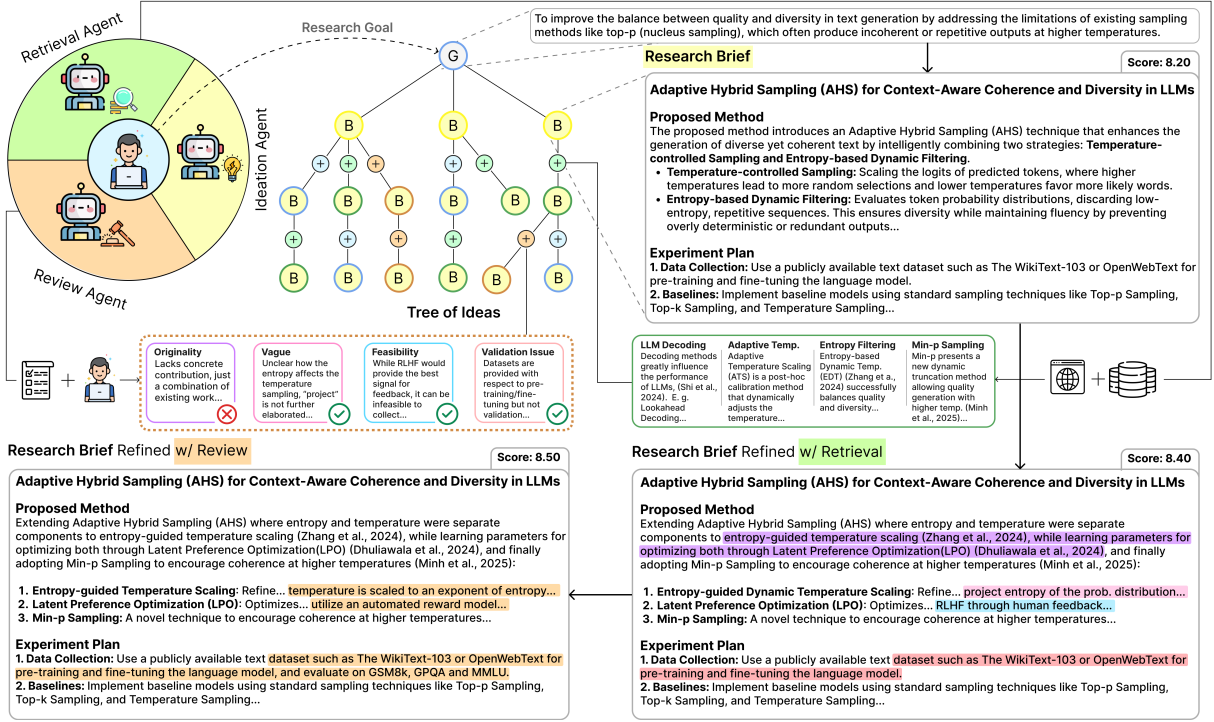 Retrieval Agent
Ideation Agent
Review Agent
Research Goal
To improve the balance between quality and diversity in text generation by addressing the limitations of existing sampling
methods like top-p (nucleus sampling), which often produce incoherent or repetitive outputs at higher temperatures.
G
B B B
+ + + + +
B B B B B
+ + + + +
B B B B B
Tree of Ideas
Research Brief
Score: 8.20
Adaptive Hybrid Sampling (AHS) for Context-Aware Coherence and Diversity in LLMs
Proposed Method
The proposed method introduces an Adaptive Hybrid Sampling (AHS) technique that enhances the
generation of diverse yet coherent text by intelligently combining two strategies: Temperature-
controlled Sampling and Entropy-based Dynamic Filtering.
• Temperature-controlled Sampling: Scaling the logits of predicted tokens, where higher
temperatures lead to more random selections and lower temperatures favor more likely words.
• Entropy-based Dynamic Filtering: Evaluates token probability distributions, discarding low-
entropy, repetitive sequences. This ensures diversity while maintaining fluency by preventing
overly deterministic or redundant outputs...
Experiment Plan
1. Data Collection: Use a publicly available text dataset such as The WikiText-103 or OpenWebText for
pre-training and fine-tuning the language model.
2. Baselines: Implement baseline models using standard sampling techniques like Top-p Sampling,
Top-k Sampling, and Temperature Sampling...
+
Originality
Lacks concrete
contribution, just
a combination of
existing work...
Vague
Unclear how the
entropy affects the
temperature
sampling, "project"
is not further
elaborated...
Feasibility
While RLHF would
provide the best
signal for
feedback, it can be
infeasible to
collect...
Validation Issue
Datasets are
provided with
respect to pre-
training/fine-
tuning but not
validation...
LLM Decoding
Decoding methods
greatly influence
the performance
of LLMs, (Shi et al.,
2024). E. g.
Lookahead
Decoding...
Adaptive Temp.
Adaptive
Temperature
Scaling (ATS) is a
post-hoc
calibration method
that dynamically
adjusts the
temperature...
Entropy Filtering
Entropy-based
Dynamic Temp.
(EDT) (Zhang et al.,
2024) successfully
balances quality
and diversity...
Min-p Sampling
Min-p presents a
new dynamic
truncation method
allowing quality
generation with
higher temp. (Minh
et al., 2025)...
+
Research Brief Refined w/ Review
Score: 8.50
Adaptive Hybrid Sampling (AHS) for Context-Aware Coherence and Diversity in LLMs
Proposed Method
Extending Adaptive Hybrid Sampling (AHS) where entropy and temperature were separate
components to entropy-guided temperature scaling (Zhang et al., 2024), while learning parameters for
optimizing both through Latent Preference Optimization(LPO) (Dhuliawala et al., 2024), and finally
adopting Min-p Sampling to encourage coherence at higher temperatures (Minh et al., 2025):
1. Entropy-guided Temperature Scaling: Refine... temperature is scaled to an exponent of entropy...
2. Latent Preference Optimization (LPO): Optimizes... utilize an automated reward model...
3. Min-p Sampling: A novel technique to encourage coherence at higher temperatures...
Experiment Plan
1. Data Collection: Use a publicly available text dataset such as The WikiText-103 or OpenWebText for
pre-training and fine-tuning the language model, and evaluate on GSM8k, GPQA and MMLU.
2. Baselines: Implement baseline models using standard sampling techniques like Top-p Sampling,
Top-k Sampling, and Temperature Sampling...
Research Brief Refined w/ Retrieval
Score: 8.40
Adaptive Hybrid Sampling (AHS) for Context-Aware Coherence and Diversity in LLMs
Proposed Method
Extending Adaptive Hybrid Sampling (AHS) where entropy and temperature were separate
components to entropy-guided temperature scaling (Zhang et al., 2024), while learning parameters for
optimizing both through Latent Preference Optimization(LPO) (Dhuliawala et al., 2024), and finally
adopting Min-p Sampling to encourage coherence at higher temperatures (Minh et al., 2025):
1. Entropy-guided Dynamic Temperature Scaling: Refine... project entropy of the prob. distribution...
2. Latent Preference Optimization (LPO): Optimizes... RLHF through human feedback...
3. Min-p Sampling: A novel technique to encourage coherence at higher temperatures...
Experiment Plan
1. Data Collection: Use a publicly available text dataset such as The WikiText-103 or OpenWebText for
pre-training and fine-tuning the language model.
2. Baselines: Implement baseline models using standard sampling techniques like Top-p Sampling,
Top-k Sampling, and Temperature Sampling...